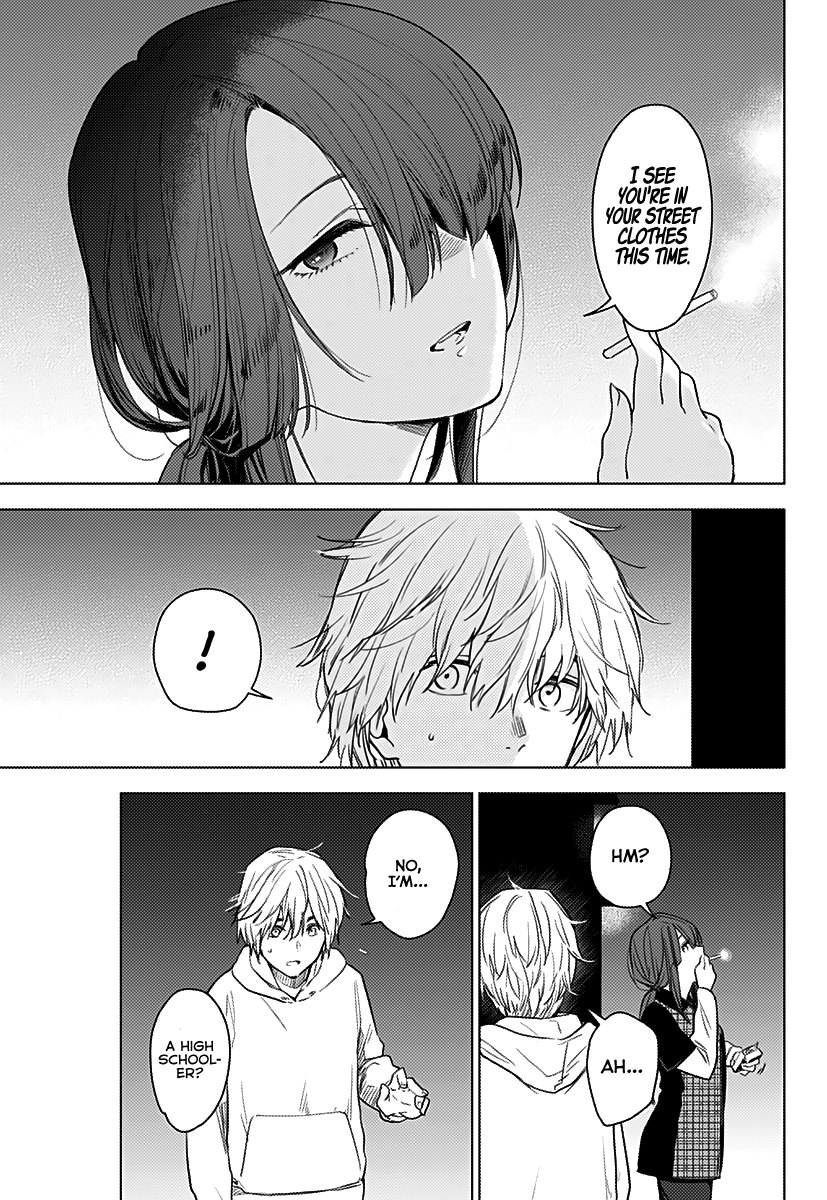 I SEE
YOU'RE IN
YOUR STREET
CLOTHES
THIS TIME.
!
HM?
AH...
NO,
I'M...
A HIGH
SCHOOL-
ER?